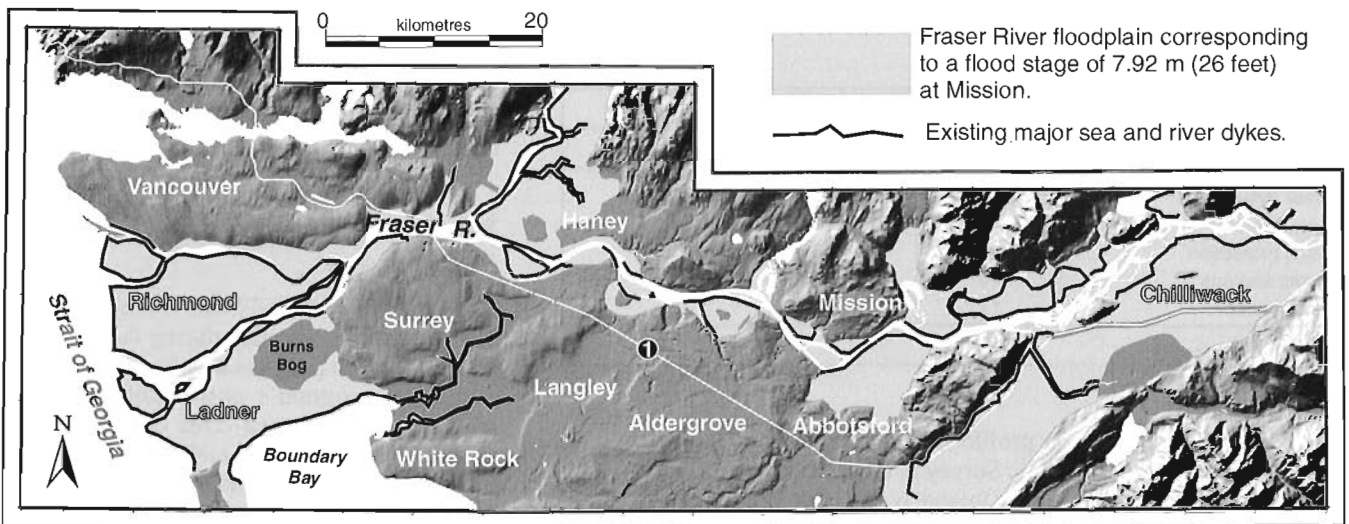 0 kilometres 20
Fraser River floodplain corresponding
to a flood stage of 7.92 m (26 feet)
at Mission.
Existing major sea and river dykes.
Vancouver
Fraser R.
Haney
Richmond
Strait of Georgia
Surrey
Mission
Chilliwack
Burns
Bog
1
Langley
Ladner
Aldergrove
Abbotsford
N
Boundary
Bay
White Rock